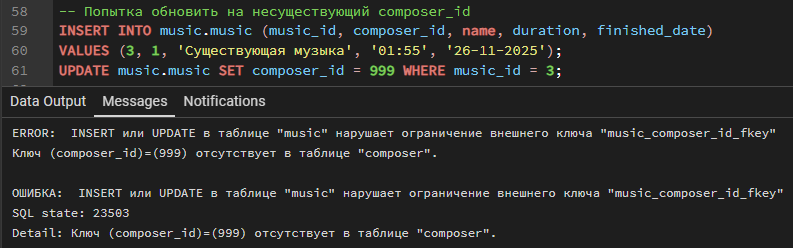 58 -- Попытка обновить на несуществующий composer_id
59 INSERT INTO music.music (music_id, composer_id, name, duration, finished_date)
60 VALUES (3, 1, 'Существующая музыка', '01:55', '26-11-2025');
61 UPDATE music.music SET composer_id = 999 WHERE music_id = 3;
Data Output Messages Notifications
ERROR:  INSERT или UPDATE в таблице "music" нарушает ограничение внешнего ключа "music_composer_id_fkey"
Ключ (composer_id)=(999) отсутствует в таблице "composer".
ОШИБКА:  INSERT или UPDATE в таблице "music" нарушает ограничение внешнего ключа "music_composer_id_fkey"
SQL state: 23503
Detail: Ключ (composer_id)=(999) отсутствует в таблице "composer".